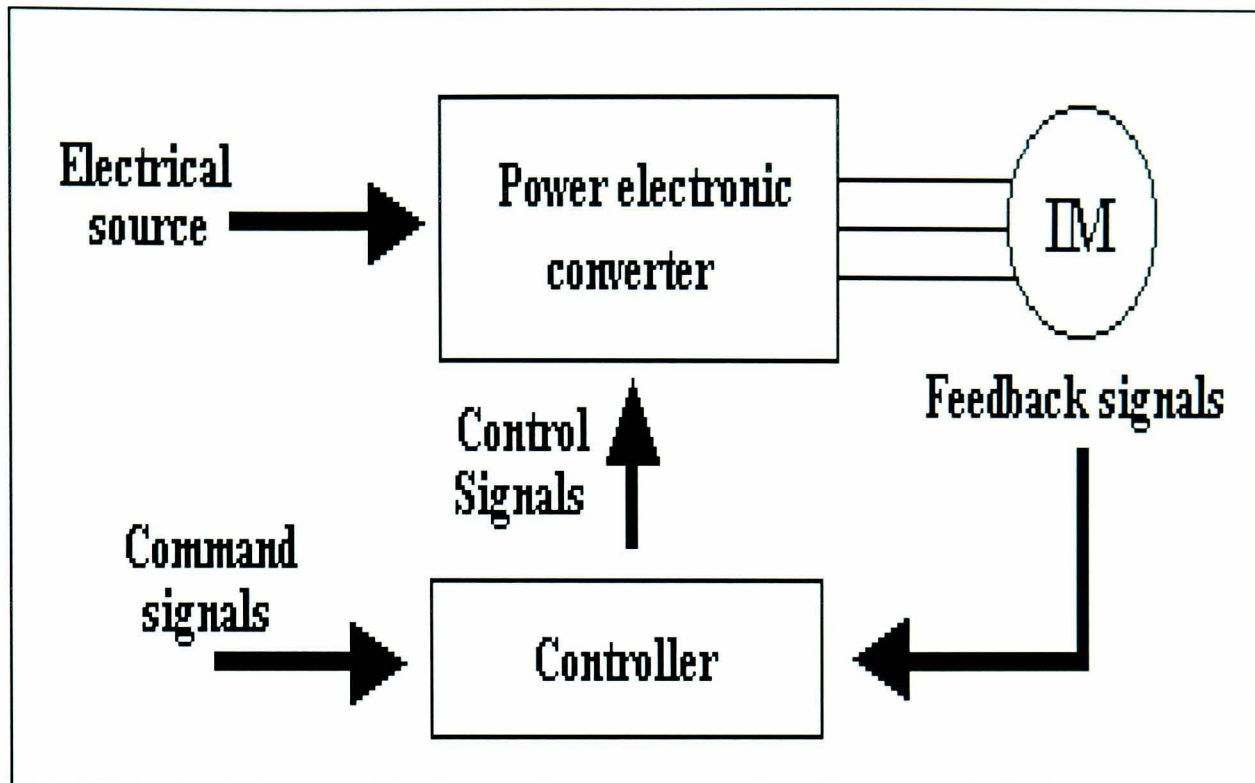 Electrical
source
Power electronic
converter
IM
Feedback signals
Control
Signals
Command
signals
Controller